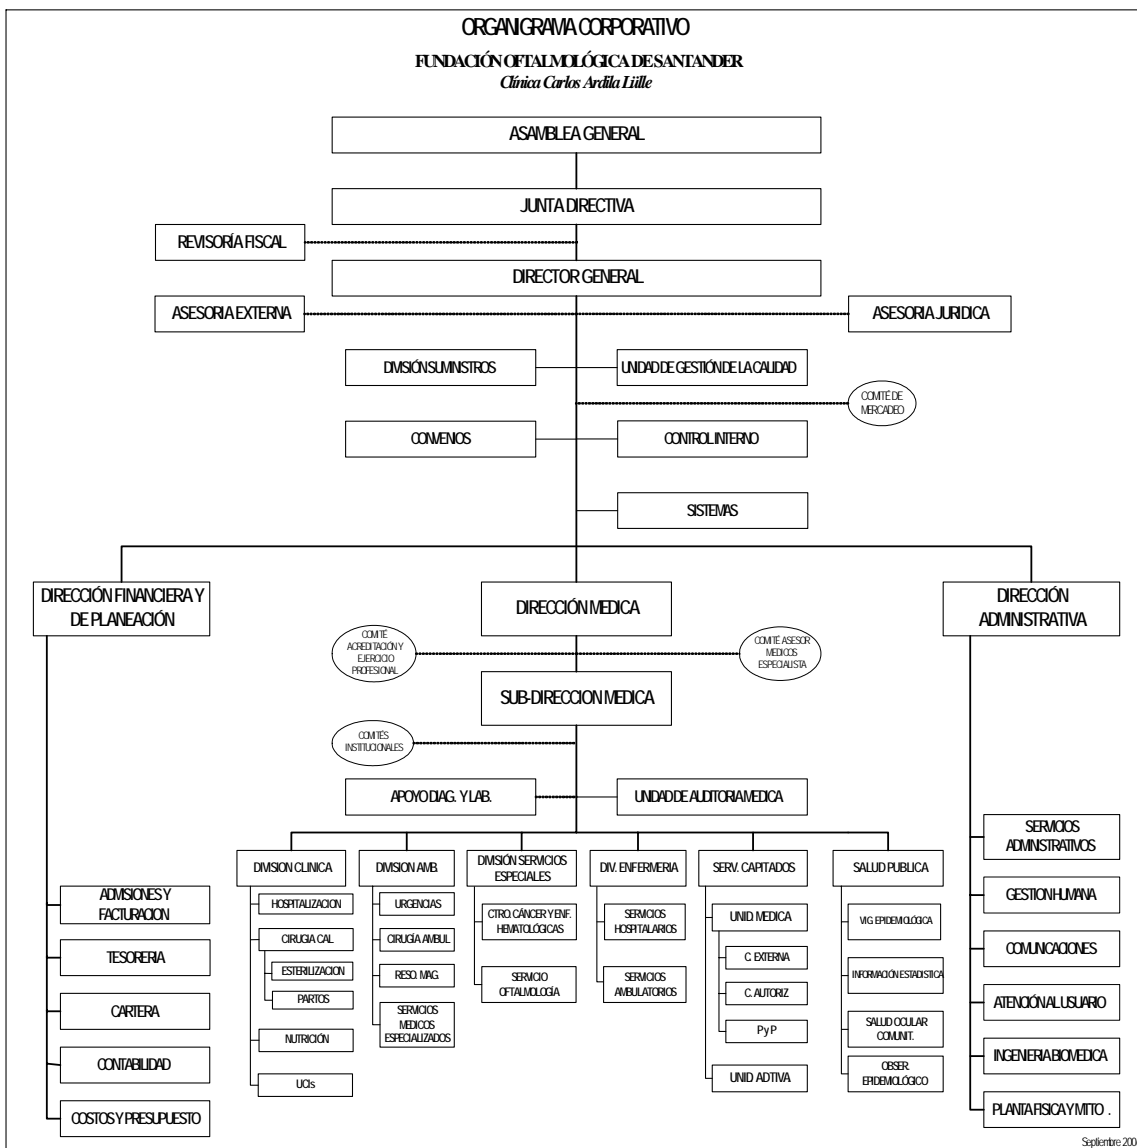 ORGANIGRAMA CORPORATIVO
FUNDACIÓN OFTALMOLÓGICA DE SANTANDER
Clínica Carlos Ardila Lülle
ASAMBLEA GENERAL
JUNTA DIRECTIVA
REVISORÍA FISCAL
DIRECTOR GENERAL
ASESORIA EXTERNA
ASESORIA JURIDICA
DIVISIÓN SUMINISTROS
UNIDAD DE GESTIÓN DE LA CALIDAD
COMITÉ DE
MERCADEO
CONVENIOS
CONTROL INTERNO
SISTEMAS
DIRECCIÓN FINANCIERA Y
DE PLANEACIÓN
DIRECCIÓN MEDICA
DIRECCIÓN
ADMINISTRATIVA
COMITÉ
ACREDITACIÓN Y
EJERCICIO
PROFESIONAL
COMITÉ ASESOR
MEDICOS
ESPECIALISTA
SUB-DIRECCION MEDICA
COMITÉS
INSTITUCIONALES
APOYO DIAG. Y LAB.
UNIDAD DE AUDITORIA MEDICA
DIVISION CLINICA
HOSPITALIZACION
CIRUGIA CAL
ESTERILIZACION
PARTOS
NUTRICIÓN
UCIs
DIVISION AMB.
URGENCIAS
CIRUGÍA AMBUL
RESO. MAG.
SERVICIOS
MEDICOS
ESPECIALIZADOS
DIVISIÓN SERVICIOS
ESPECIALES
CTRO. CÁNCER Y ENF.
HEMATOLÓGICAS
SERVICIO
OFTALMOLOGÍA
DIV. ENFERMERIA
SERVICIOS
HOSPITALARIOS
SERVICIOS
AMBULATORIOS
SERV. CAPITADOS
UNID. MEDICA
C. EXTERNA
C. AUTORIZ
P y P
UNID. ADTIVA
SALUD PUBLICA
VIG. EPIDEMIOLÓGICA
INFORMACIÓN ESTADISTICA
SALUD OCULAR
COMUNIT.
OBSER.
EPIDEMIOLÓGICO
ADMISIONES Y
FACTURACION
TESORERIA
CARTERA
CONTABILIDAD
COSTOS Y PRESUPUESTO
SERVICIOS
ADMINISTRATIVOS
GESTION HUMANA
COMUNICACIONES
ATENCIÓN AL USUARIO
INGENIERIA BIOMEDICA
PLANTA FISICA Y MTTO .
Septiembre